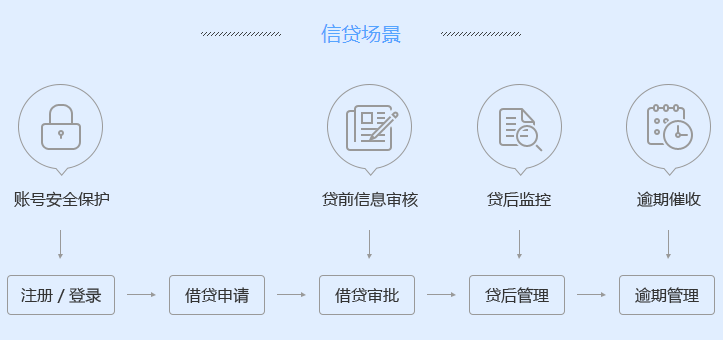 信贷场景
账号安全保护 贷前信息审核 贷后监控 逾期催收
注册 / 登录 借贷申请 借贷审批 贷后管理 逾期管理